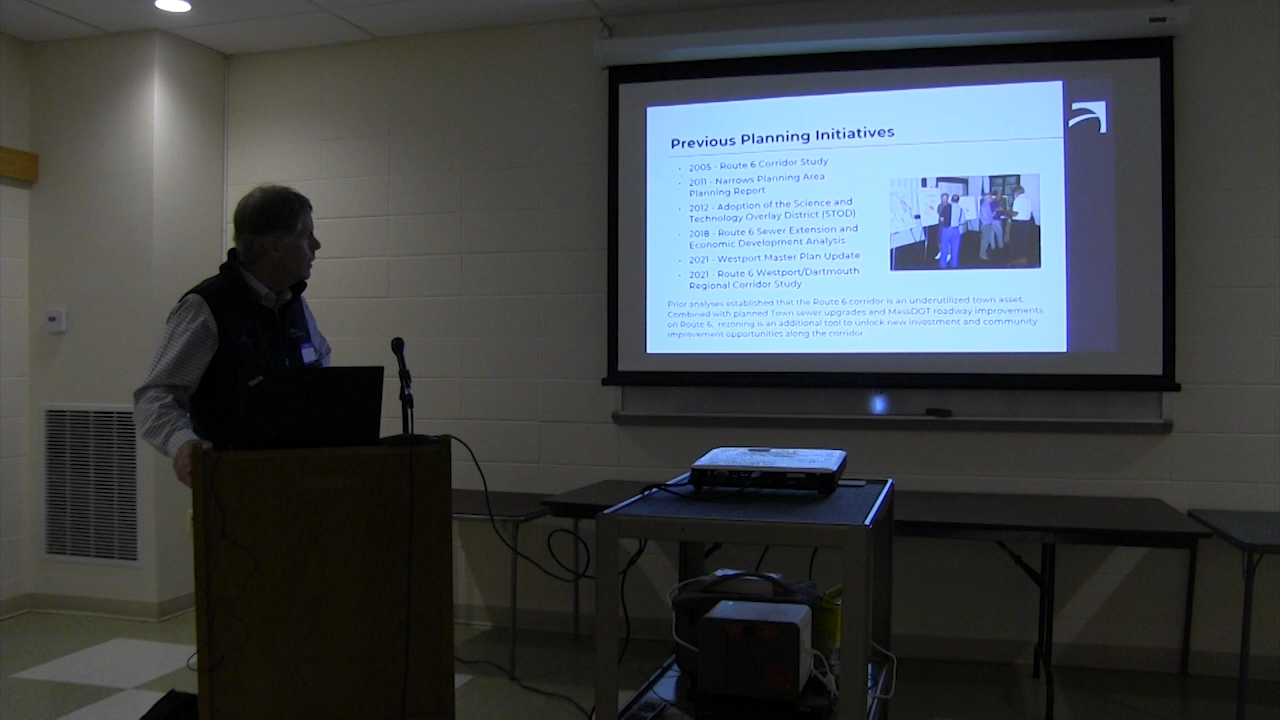 Previous Planning Initiatives
• 2005 - Route 6 Corridor Study
• 2011 - Narrows Planning Area
Planning Report
• 2012 - Adoption of the Science and
Technology Overlay District (STOD)
• 2018 - Route 6 Sewer Extension and
Economic Development Analysis
• 2021 - Westport Master Plan Update
• 2021 - Route 6 Westport/Dartmouth
Regional Corridor Study
Prior analyses established that the Route 6 corridor is an underutilized town asset.
Combined with planned Town sewer upgrades and MassDOT roadway improvements
on Route 6, rezoning is an additional tool to unlock new investment and community
improvement opportunities along the corridor